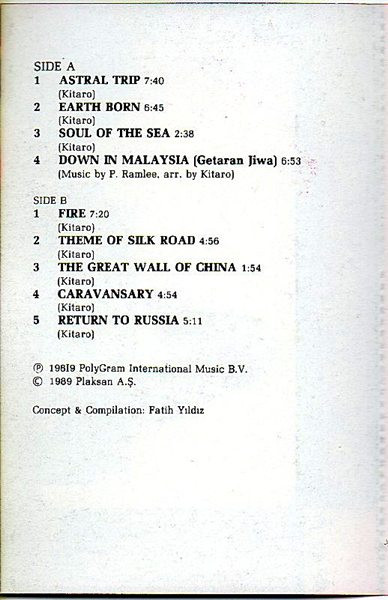 SIDE A
1 ASTRAL TRIP 7:40
(Kitaro)
2 EARTH BORN 6:45
(Kitaro)
3 SOUL OF THE SEA 2:38
(Kitaro)
4 DOWN IN MALAYSIA (Getaran Jiwa) 6:53
(Music by P. Ramlee, arr. by Kitaro)
SIDE B
1 FIRE 7:20
(Kitaro)
2 THEME OF SILK ROAD 4:56
(Kitaro)
3 THE GREAT WALL OF CHINA 1:54
(Kitaro)
4 CARAVANSARY 4:54
(Kitaro)
5 RETURN TO RUSSIA 5:11
(Kitaro)
℗ 198I9 PolyGram International Music B.V.
© 1989 Plaksan A.Ş.
Concept & Compilation: Fatih Yıldız